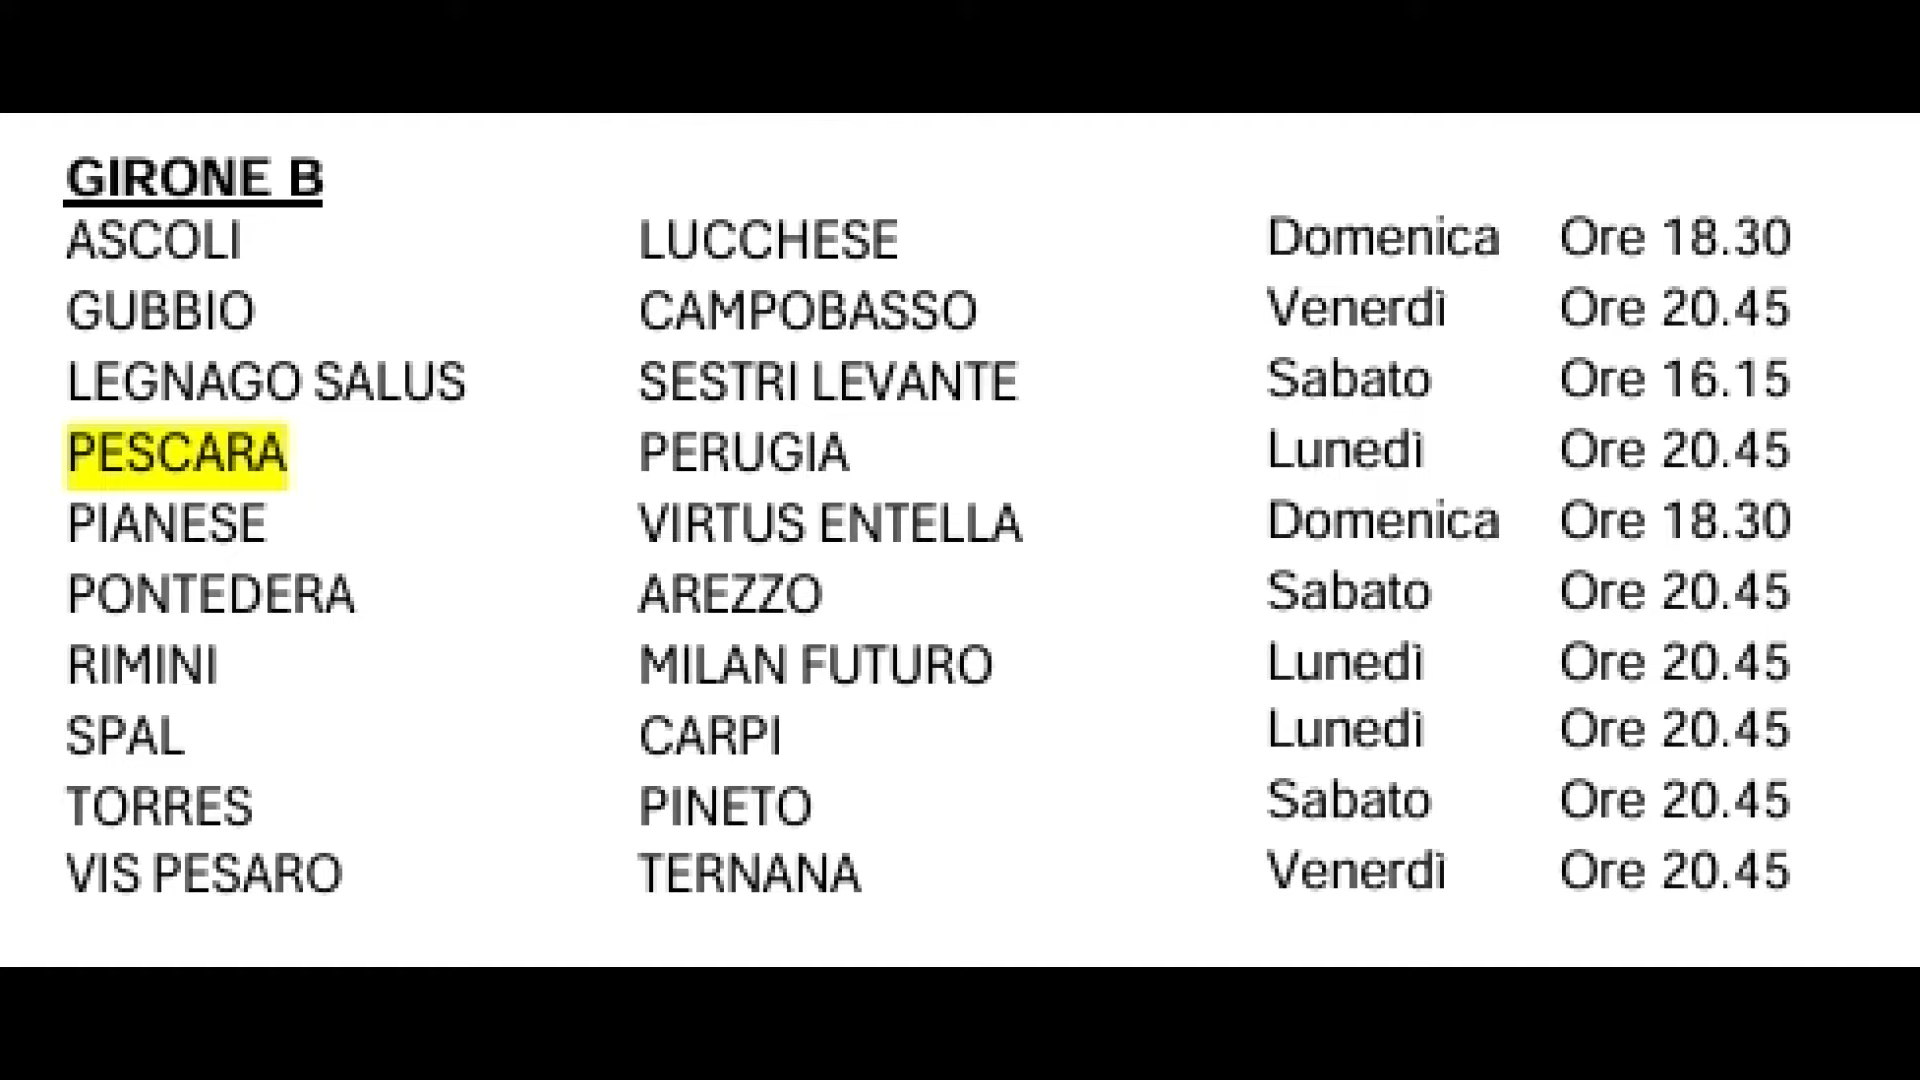 GIRONE B
ASCOLI LUCCHESE Domenica Ore 18.30
GUBBIO CAMPOBASSO Venerdì Ore 20.45
LEGNAGO SALUS SESTRI LEVANTE Sabato Ore 16.15
PESCARA PERUGIA Lunedì Ore 20.45
PIANESE VIRTUS ENTELLA Domenica Ore 18.30
PONTEDERA AREZZO Sabato Ore 20.45
RIMINI MILAN FUTURO Lunedì Ore 20.45
SPAL CARPI Lunedì Ore 20.45
TORRES PINETO Sabato Ore 20.45
VIS PESARO TERNANA Venerdì Ore 20.45